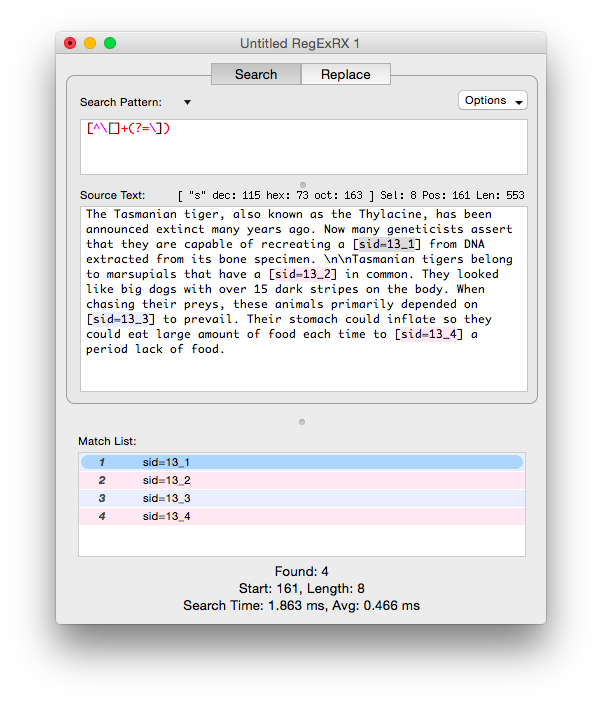 Untitled RegExRX 1
Search Replace
Search Pattern: Options
[^\[]+(?=\])
Source Text: [ "s" dec: 115 hex: 73 oct: 163 ] Sel: 8 Pos: 161 Len: 553
The Tasmanian tiger, also known as the Thylacine, has been
announced extinct many years ago. Now many geneticists assert
that they are capable of recreating a [sid=13_1] from DNA
extracted from its bone specimen. \n\nTasmanian tigers belong
to marsupials that have a [sid=13_2] in common. They looked
like big dogs with over 15 dark stripes on the body. When
chasing their preys, these animals primarily depended on
[sid=13_3] to prevail. Their stomach could inflate so they
could eat large amount of food each time to [sid=13_4] a
period lack of food.
Match List:
1 sid=13_1
2 sid=13_2
3 sid=13_3
4 sid=13_4
Found: 4
Start: 161, Length: 8
Search Time: 1.863 ms, Avg: 0.466 ms